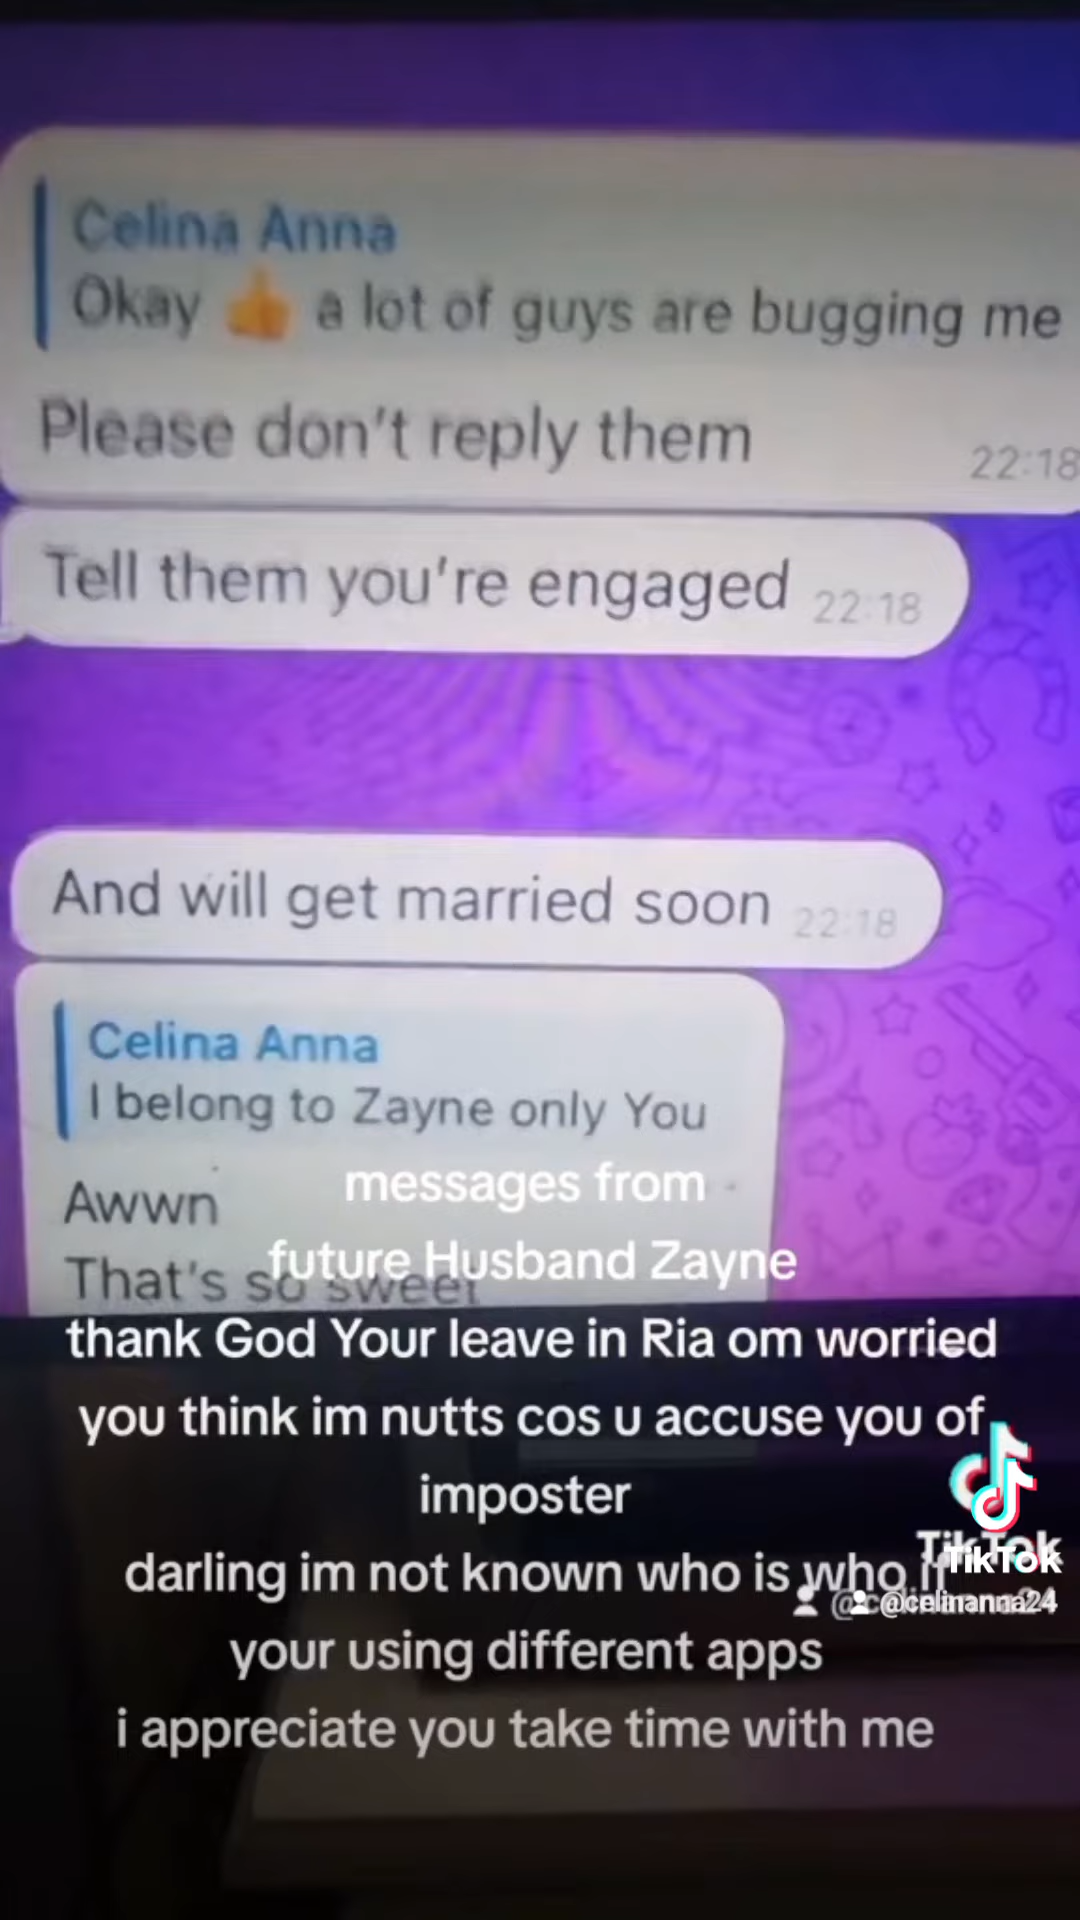 Celina Anna
Okay 👍 a lot of guys are bugging me
Please don't reply them
22:18
Tell them you're engaged 22:18
And will get married soon 22:18
Celina Anna
I belong to Zayne only You
Awwn
That's so sweet
messages from
future Husband Zayne
thank God Your leave in Ria om worried
you think im nutts cos u accuse you of
imposter
darling im not known who is who if
your using different apps
i appreciate you take time with me
TikTok
@celinanna24